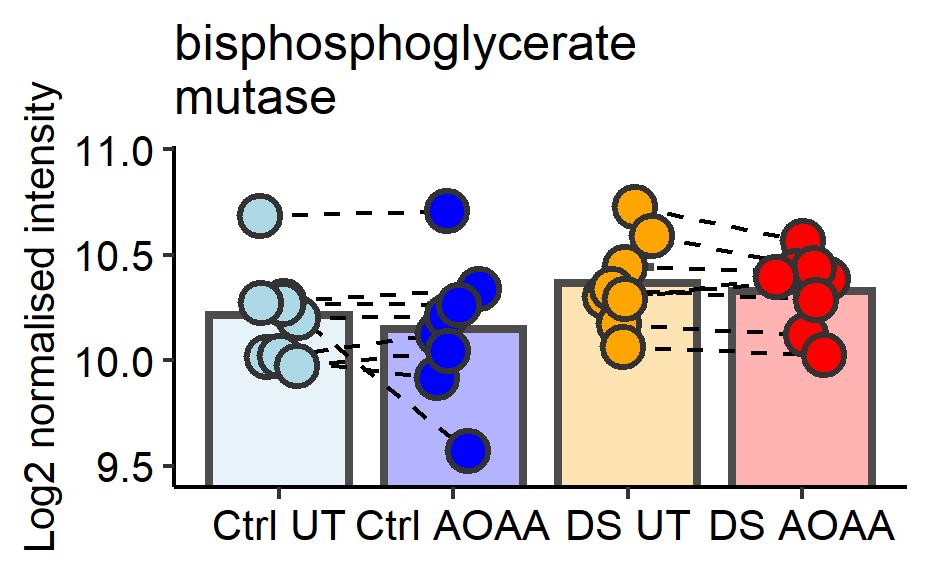 bisphosphoglycerate
mutase
Log2 normalised intensity
11.0
10.5
10.0
9.5
Ctrl UT Ctrl AOAA DS UT DS AOAA